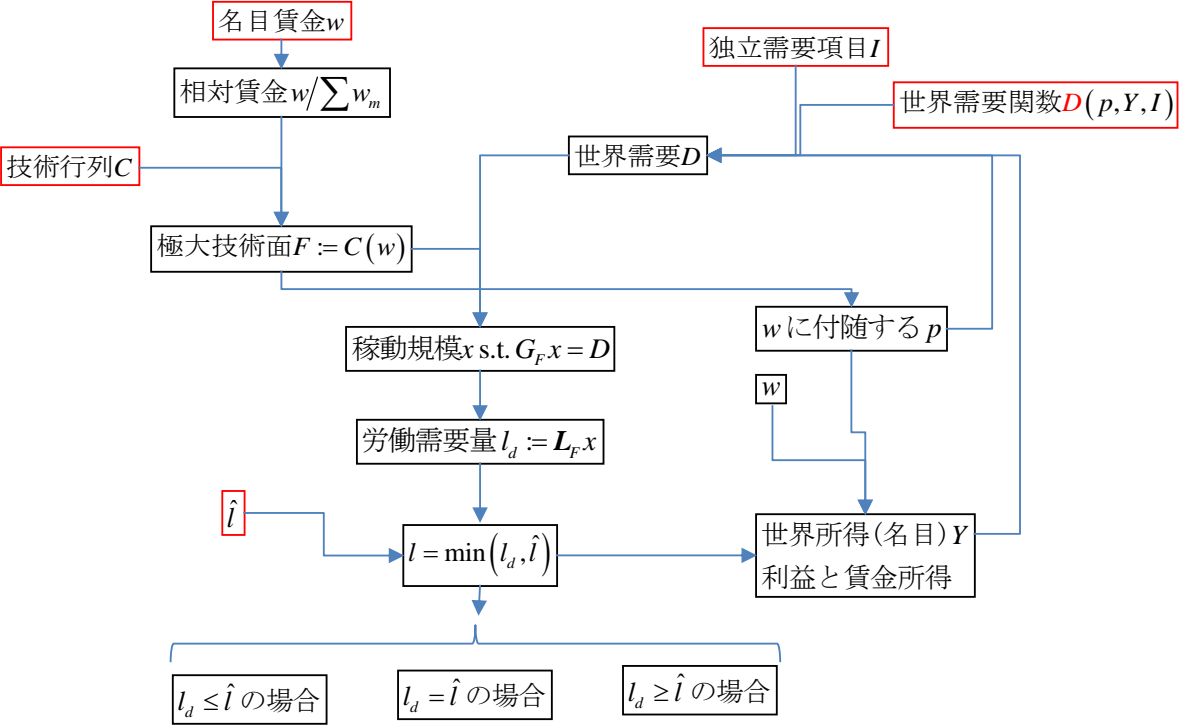 名目賃金w
独立需要項目I
相対賃金w/∑w_m
世界需要関数D(p,Y,I)
技術行列C
世界需要D
極大技術面F := C(w)
wに付随するp
稼動規模x s.t. G_F x = D
w
労働需要量l_d := L_F x
l̂
l = min(l_d, l̂)
世界所得(名目)Y
利益と賃金所得
l_d ≤ l̂ の場合
l_d = l̂ の場合
l_d ≥ l̂ の場合